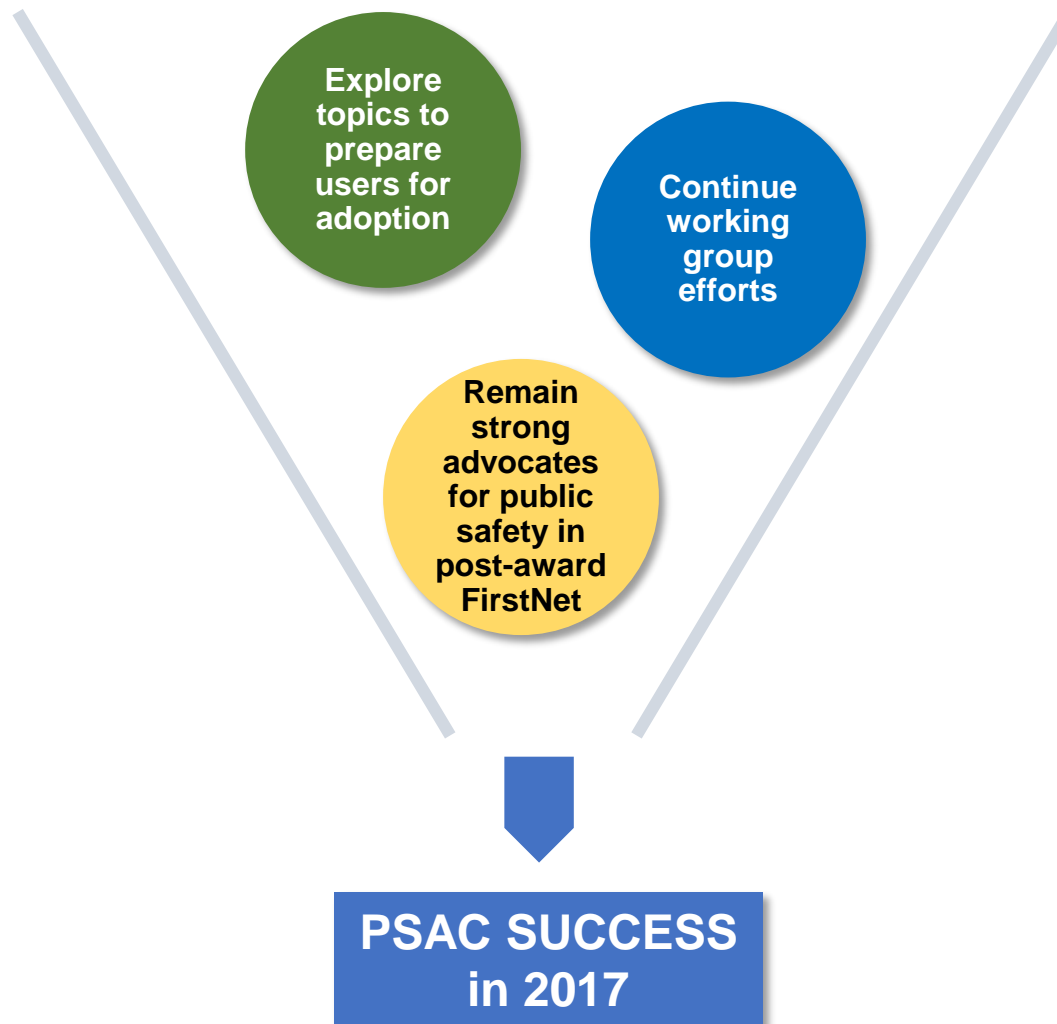 Explore
topics to
prepare
users for
adoption
Continue
working
group
efforts
Remain
strong
advocates
for public
safety in
post-award
FirstNet
PSAC SUCCESS
in 2017